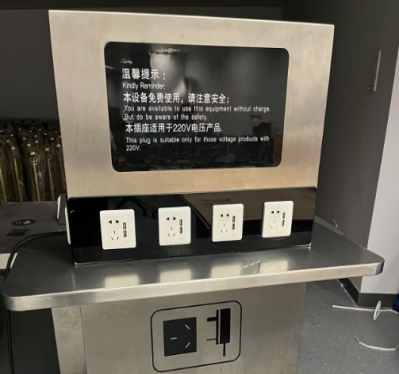 温馨提示：
Kindly Reminder:
本设备免费使用，请注意安全；
You are available to use this equipment without charge,
But do be aware of the safety.
本插座适用于220V电压产品.
This plug is suitable only for those voltage products with
220V.